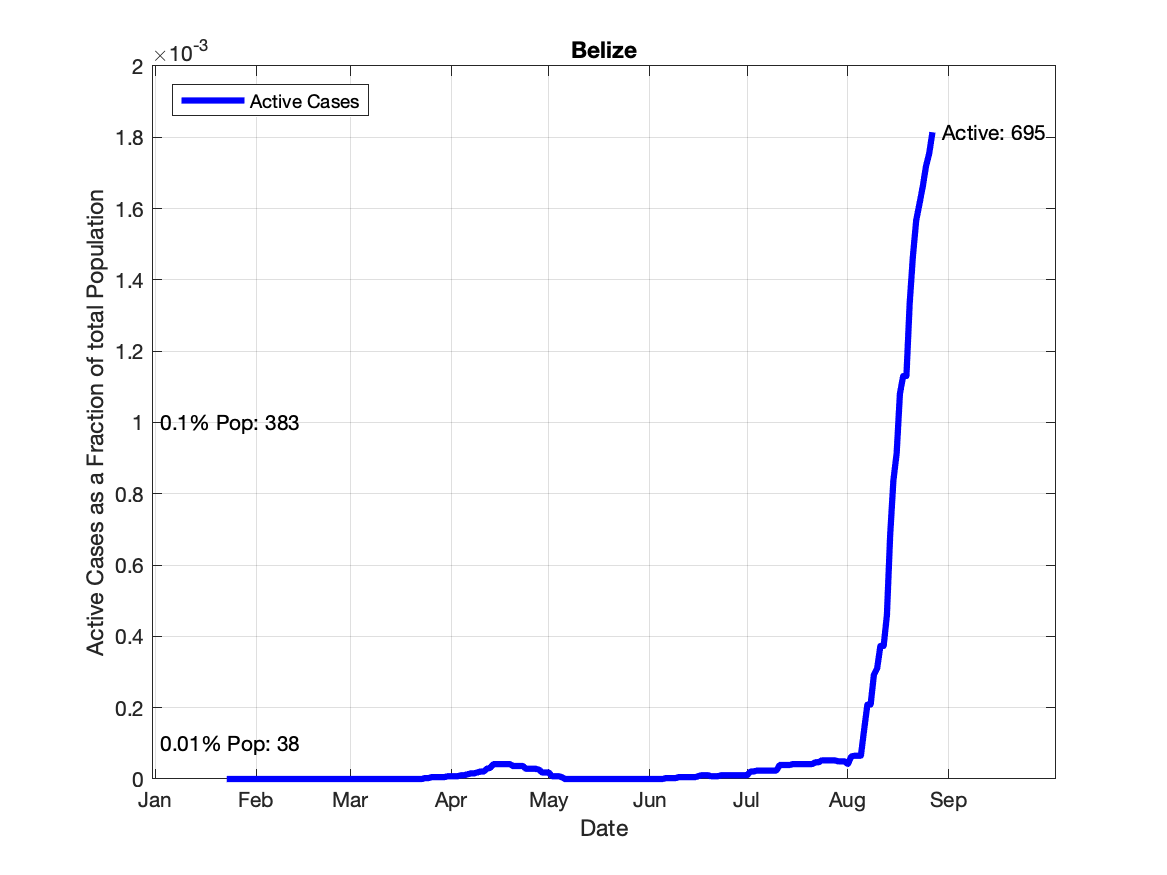 Belize
×10-3
Active Cases
Active: 695
2
1.8
1.6
1.4
1.2
1
0.8
0.6
0.4
0.2
0
0.1% Pop: 383
0.01% Pop: 38
Active Cases as a Fraction of total Population
Jan Feb Mar Apr May Jun Jul Aug Sep
Date